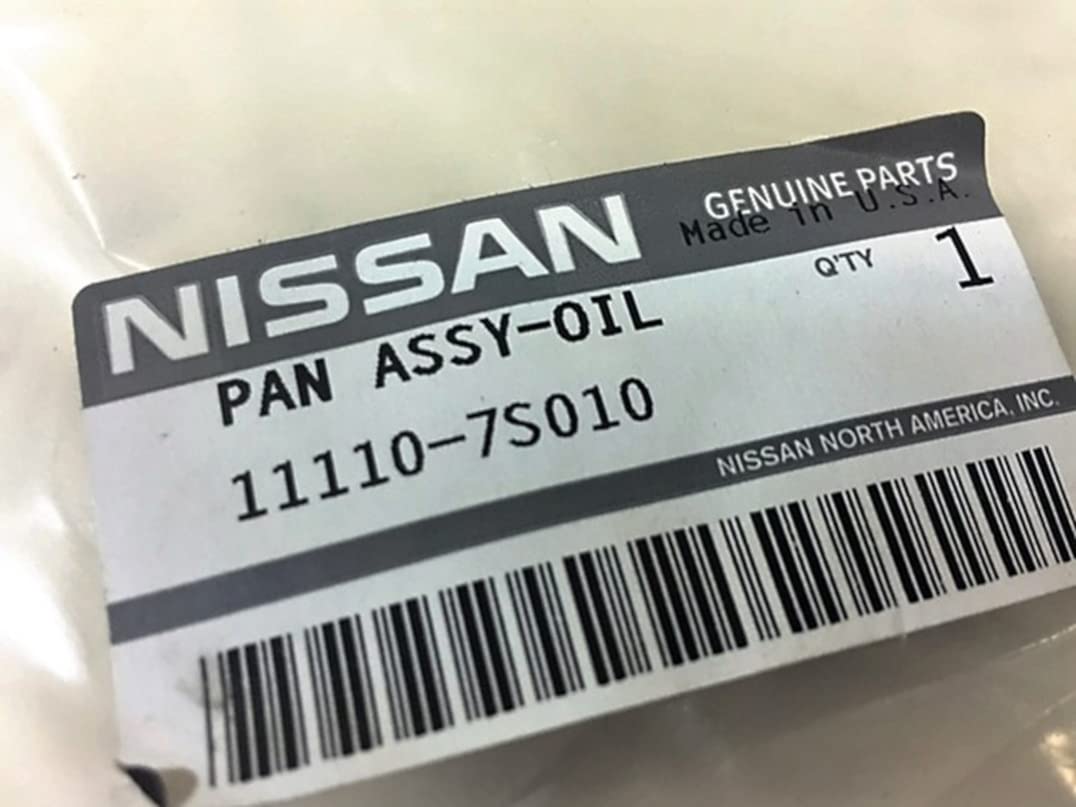 NISSAN
GENUINE PARTS
Made in U.S.A.
PAN ASSY-OIL
Q'TY 1
11110-7S010
NISSAN NORTH AMERICA, INC.